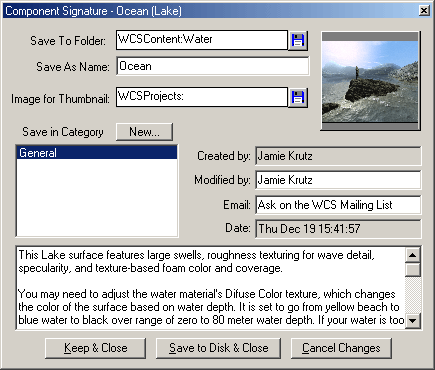 Component Signature - Ocean (Lake)
Save To Folder: WCSContent:Water
Save As Name: Ocean
Image for Thumbnail: WCSProjects:
Save in Category New...
General
Created by: Jamie Krutz
Modified by: Jamie Krutz
Email: Ask on the WCS Mailing List
Date: Thu Dec 19 15:41:57
This Lake surface features large swells, roughness texturing for wave detail,
specularity, and texture-based foam color and coverage.
You may need to adjust the water material's Difuse Color texture, which changes
the color of the surface based on water depth. It is set to go from yellow beach to
blue water to black over range of zero to 80 meter water depth. If your water is too
Keep & Close Save to Disk & Close Cancel Changes